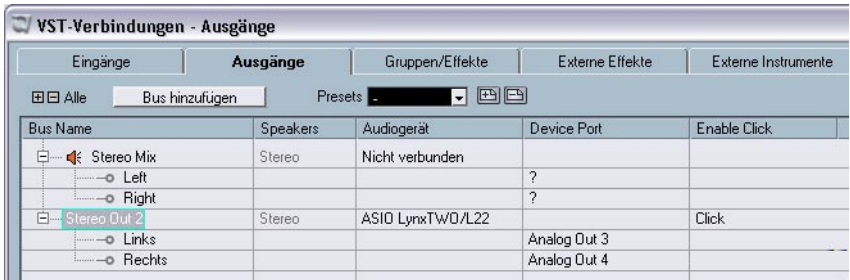 VST-Verbindungen - Ausgänge
Eingänge Ausgänge Gruppen/Effekte Externe Effekte Externe Instrumente
Alle Bus hinzufügen Presets -
Bus Name Speakers Audiogerät Device Port Enable Click
Stereo Mix Stereo Nicht verbunden
Left ?
Right ?
Stereo Out 2 Stereo ASIO LynxTWO/L22 Click
Links Analog Out 3
Rechts Analog Out 4